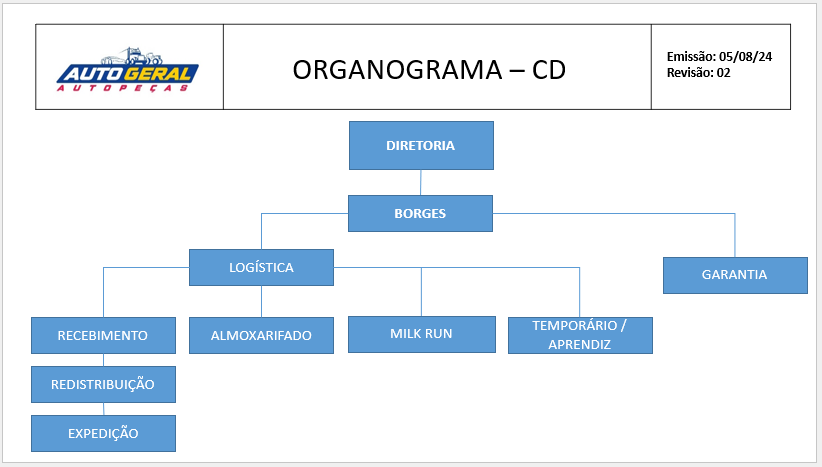 AUTO GERAL
AUTOPEÇAS
ORGANOGRAMA – CD
Emissão: 05/08/24
Revisão: 02
DIRETORIA
BORGES
LOGÍSTICA
GARANTIA
RECEBIMENTO
ALMOXARIFADO
MILK RUN
TEMPORÁRIO /
APRENDIZ
REDISTRIBUIÇÃO
EXPEDIÇÃO